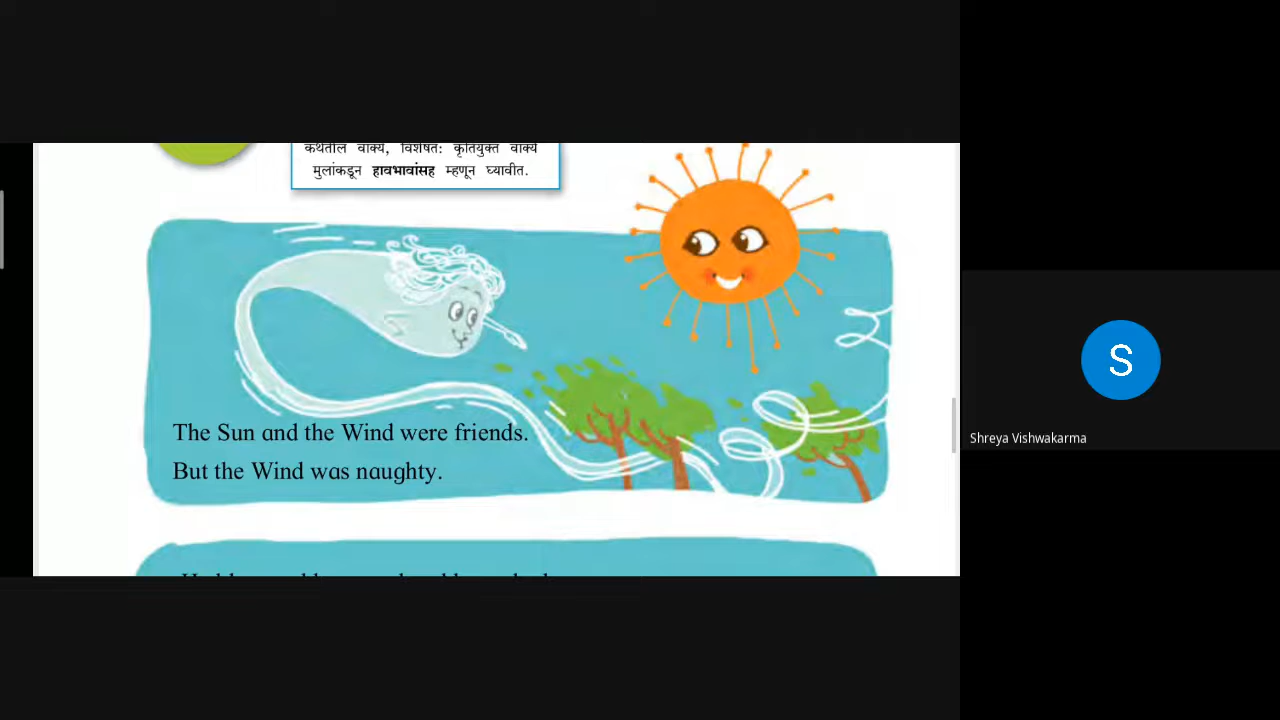 कथेतील वाक्ये, विशेषत: कृतियुक्त वाक्ये
मुलांकडून हावभावांसह म्हणून घ्यावीत.
The Sun and the Wind were friends.
But the Wind was naughty.
S
Shreya Vishwakarma